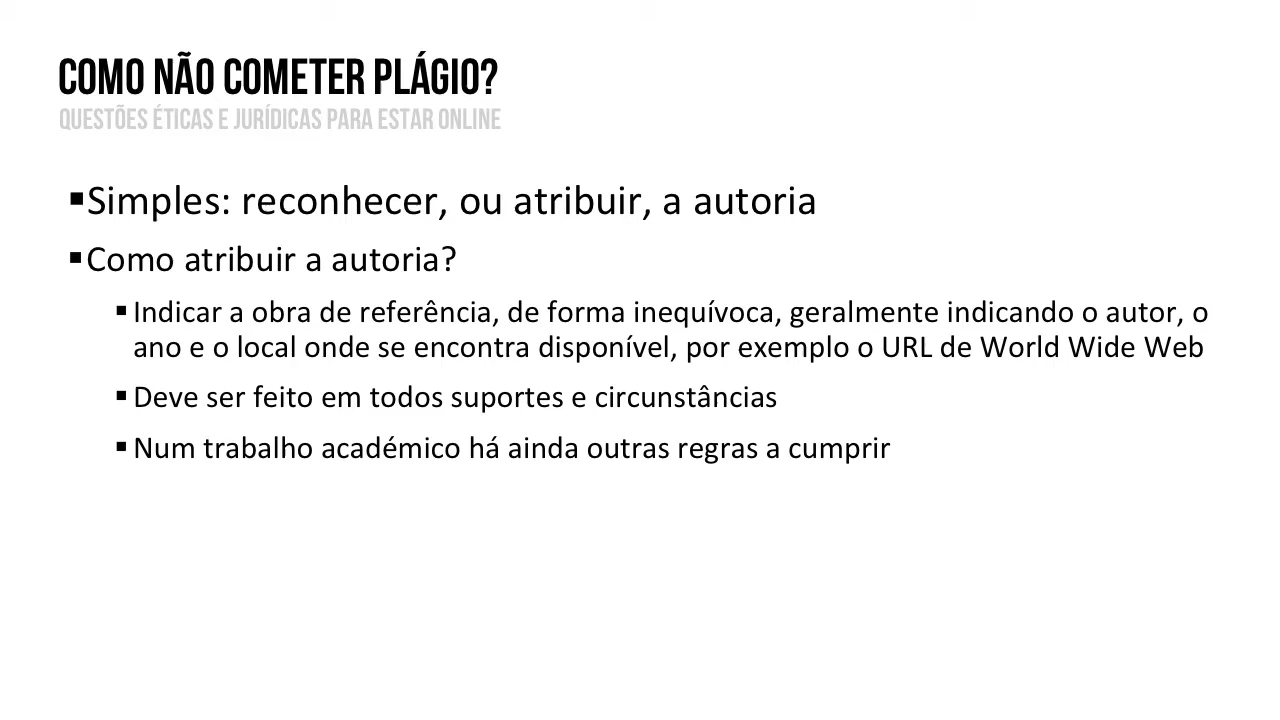 COMO NÃO COMETER PLÁGIO?
QUESTÕES ÉTICAS E JURÍDICAS PARA ESTAR ONLINE
▪Simples: reconhecer, ou atribuir, a autoria
▪Como atribuir a autoria?
▪Indicar a obra de referência, de forma inequívoca, geralmente indicando o autor, o
ano e o local onde se encontra disponível, por exemplo o URL de World Wide Web
▪Deve ser feito em todos suportes e circunstâncias
▪Num trabalho académico há ainda outras regras a cumprir